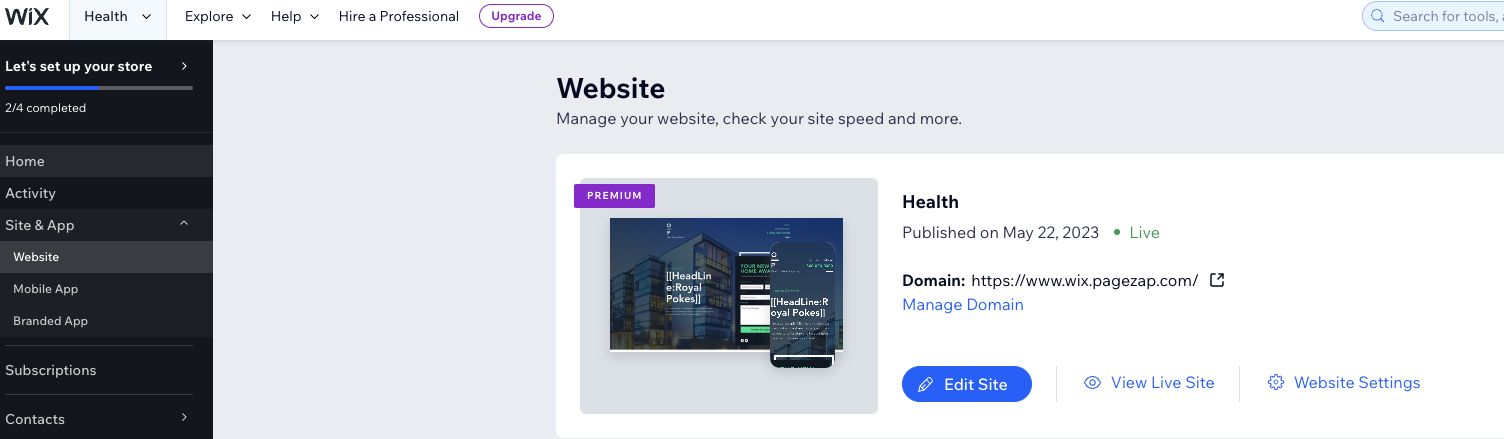 WiX
Health
Explore
Help
Hire a Professional
Upgrade
Search for tools,
Let's set up your store
2/4 completed
Home
Activity
Site & App
Website
Mobile App
Branded App
Subscriptions
Contacts
Website
Manage your website, check your site speed and more.
PREMIUM
[[HeadLin
e:Royal
Pokes]]
YOUR NEW
HOME AWA
[[HeadLine:R
oyal Pokes]]
Health
Published on May 22, 2023
Live
Domain: https://www.wix.pagezap.com/
Manage Domain
Edit Site
View Live Site
Website Settings